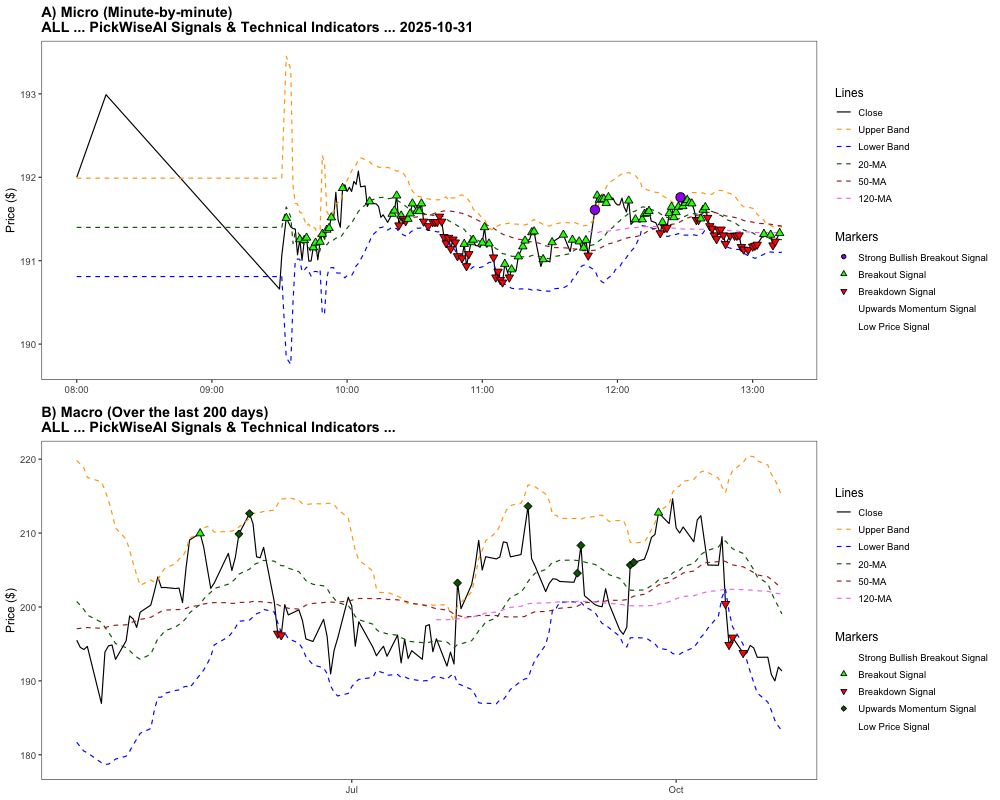 A) Micro (Minute-by-minute)
ALL ... PickWiseAI Signals & Technical Indicators ... 2025-10-31
Price ($)
193
192
191
190
08:00
09:00
10:00
11:00
12:00
13:00
Lines
Close
Upper Band
Lower Band
20-MA
50-MA
120-MA
Markers
Strong Bullish Breakout Signal
Breakout Signal
Breakdown Signal
Upwards Momentum Signal
Low Price Signal
B) Macro (Over the last 200 days)
ALL ... PickWiseAI Signals & Technical Indicators ...
Price ($)
220
210
200
190
180
Jul
Oct
Lines
Close
Upper Band
Lower Band
20-MA
50-MA
120-MA
Markers
Strong Bullish Breakout Signal
Breakout Signal
Breakdown Signal
Upwards Momentum Signal
Low Price Signal